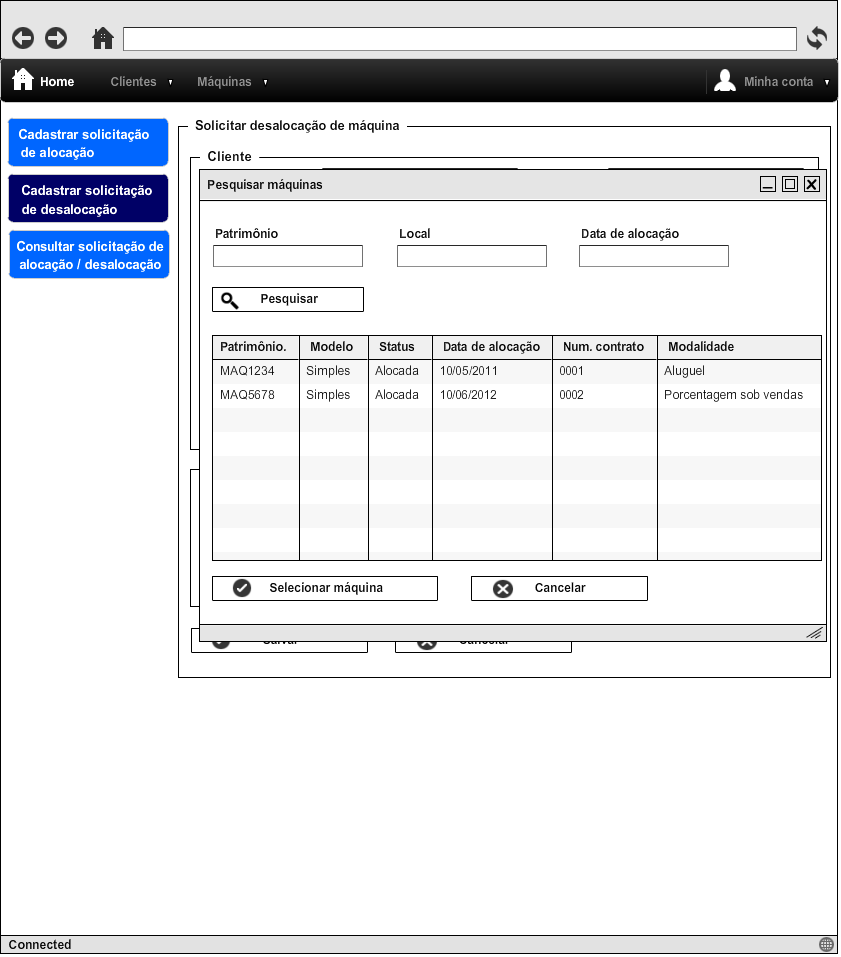 Home Clientes Máquinas Minha conta
Cadastrar solicitação
de alocação
Cadastrar solicitação
de desalocação
Consultar solicitação de
alocação / desalocação
Solicitar desalocação de máquina
Cliente
Pesquisar máquinas
Patrimônio Local Data de alocação
Pesquisar
Patrimônio. Modelo Status Data de alocação Num. contrato Modalidade
MAQ1234 Simples Alocada 10/05/2011 0001 Aluguel
MAQ5678 Simples Alocada 10/06/2012 0002 Porcentagem sob vendas
Selecionar máquina Cancelar
Salvar Cancelar
Connected